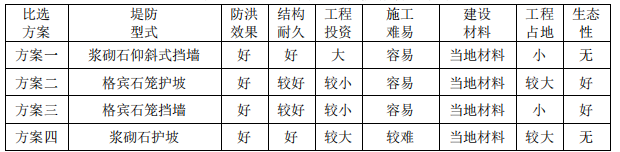 比选 堤防 防洪 结构 工程 施工 建设 工程 生态
方案 型式 效果 耐久 投资 难易 材料 占地 性
方案一 浆砌石仰斜式挡墙 好 好 大 容易 当地材料 小 无
方案二 格宾石笼护坡 好 较好 较小 容易 当地材料 较大 好
方案三 格宾石笼挡墙 好 较好 较小 容易 当地材料 小 好
方案四 浆砌石护坡 好 好 较大 较难 当地材料 较大 无